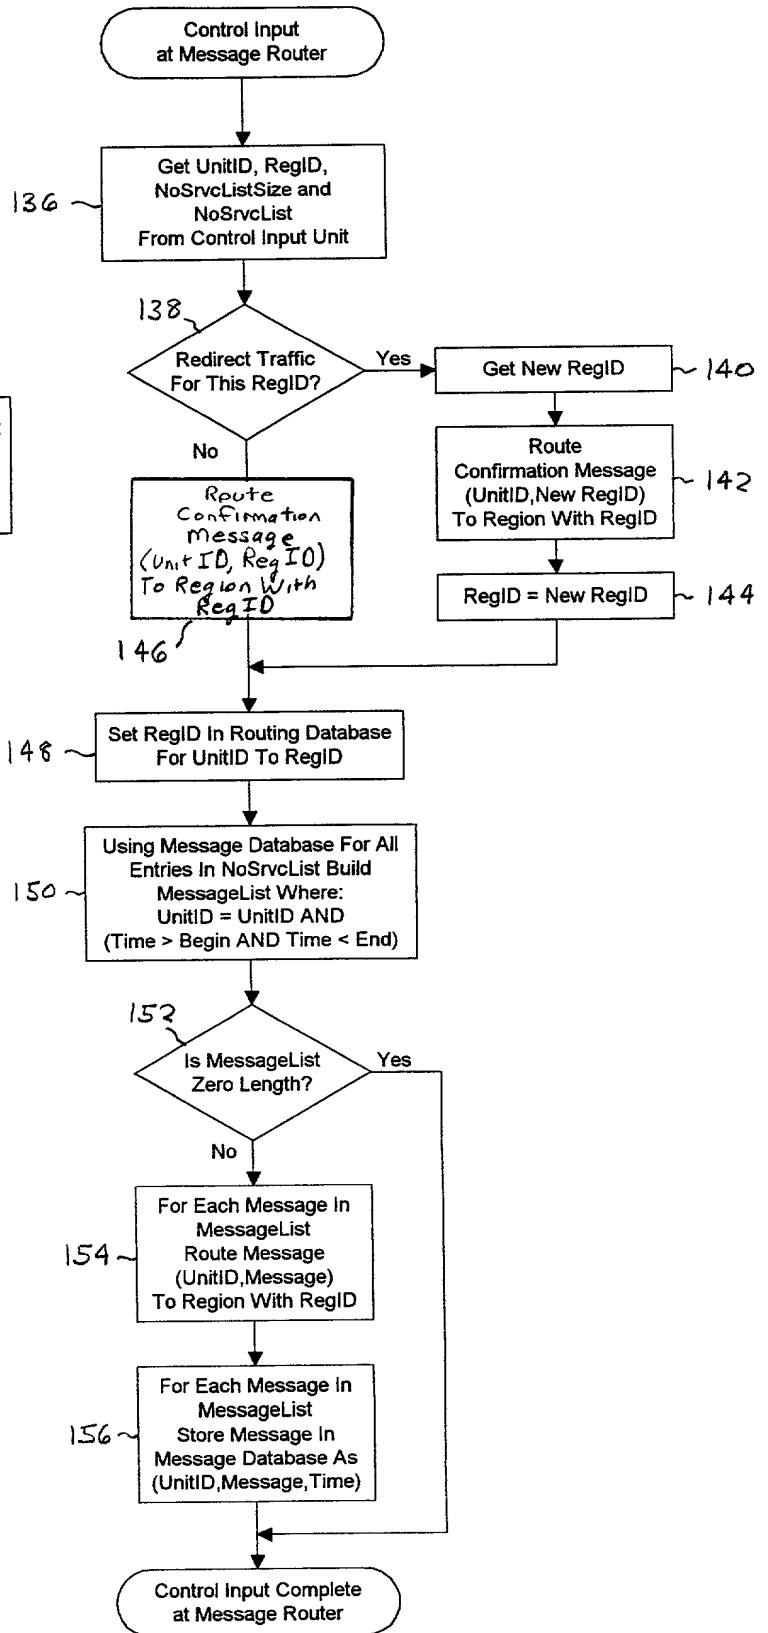 Control Input
at Message Router
136
Get UnitID, RegID,
NoSrvcListSize and
NoSrvcList
From Control Input Unit
138
Redirect Traffic
For This RegID?
Yes
Get New RegID
140
No
Route
Confirmation Message
(UnitID,New RegID)
To Region With RegID
142
Route
Confirmation
Message
(Unit ID, Reg ID)
To Region With
Reg ID
146
RegID = New RegID
144
148
Set RegID In Routing Database
For UnitID To RegID
150
Using Message Database For All
Entries In NoSrvcList Build
MessageList Where:
UnitID = UnitID AND
(Time > Begin AND Time < End)
152
Is MessageList
Zero Length?
Yes
No
154
For Each Message In
MessageList
Route Message
(UnitID,Message)
To Region With RegID
156
For Each Message In
MessageList
Store Message In
Message Database As
(UnitID,Message,Time)
Control Input Complete
at Message Router